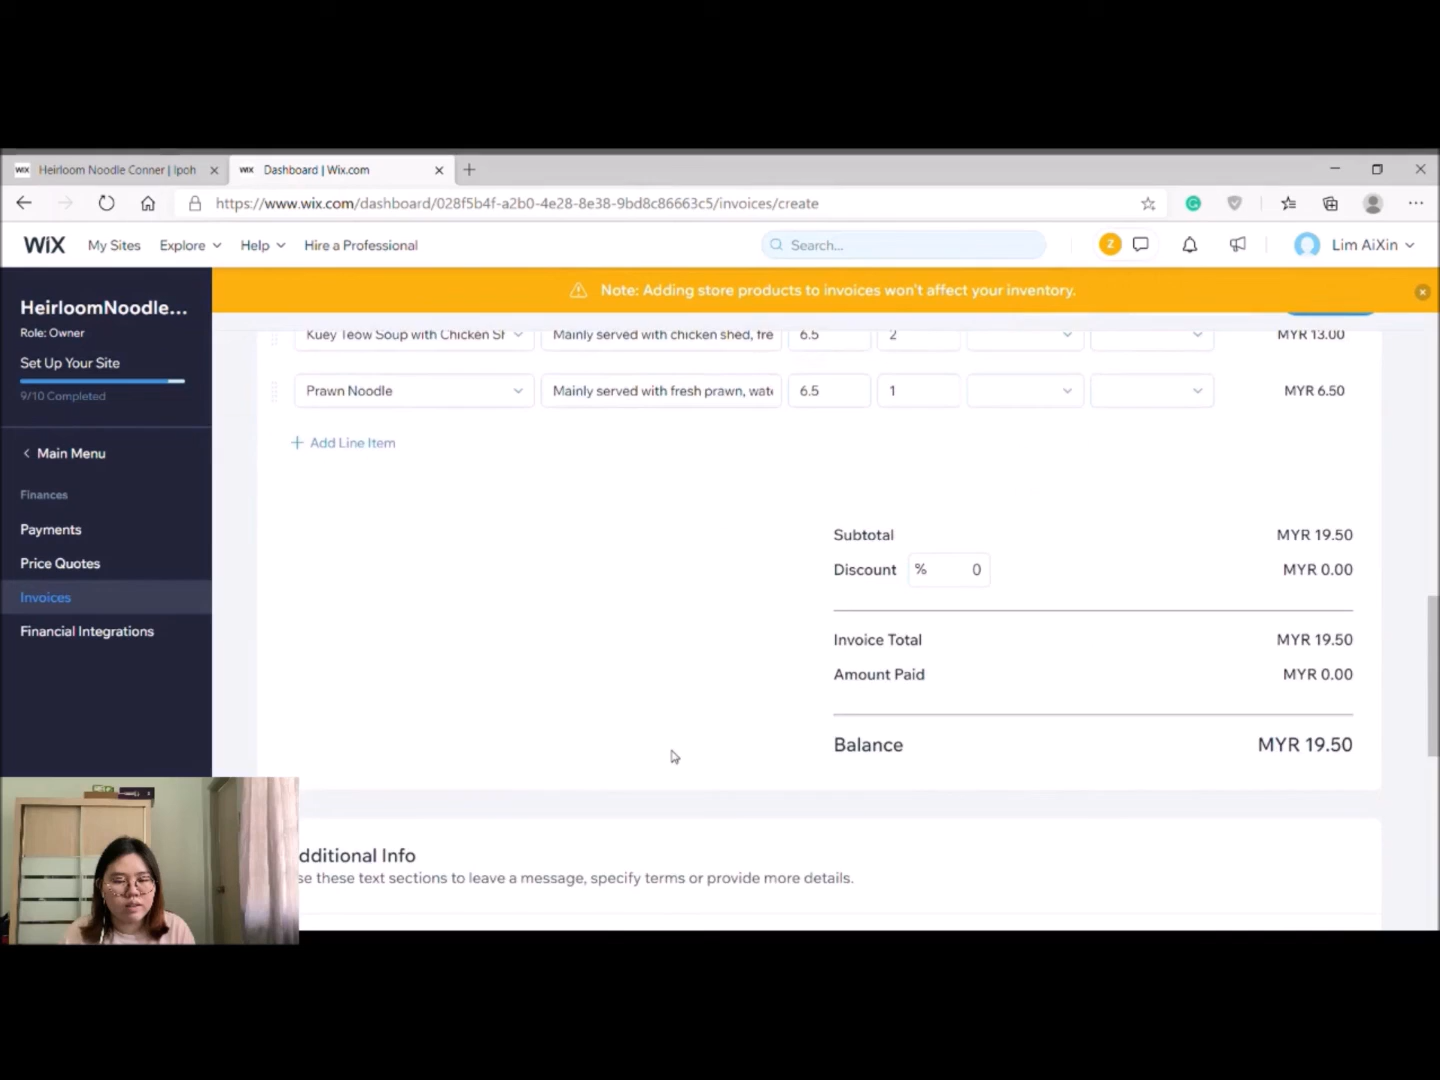 Heirloom Noodle Conner | Ipoh
Dashboard | Wix.com
https://www.wix.com/dashboard/028f5b4f-a2b0-4e28-8e38-9bd8c86663c5/invoices/create
WiX My Sites Explore Help Hire a Professional Search... Z Lim AiXin
HeirloomNoodle...
Role: Owner
Set Up Your Site
9/10 Completed
Main Menu
Finances
Payments
Price Quotes
Invoices
Financial Integrations
Note: Adding store products to invoices won't affect your inventory.
Kuey Teow Soup with Chicken Sh Mainly served with chicken shed, fre 6.5 2 MYR 13.00
Prawn Noodle Mainly served with fresh prawn, wate 6.5 1 MYR 6.50
+ Add Line Item
Subtotal MYR 19.50
Discount % 0 MYR 0.00
Invoice Total MYR 19.50
Amount Paid MYR 0.00
Balance MYR 19.50
dditional Info
se these text sections to leave a message, specify terms or provide more details.